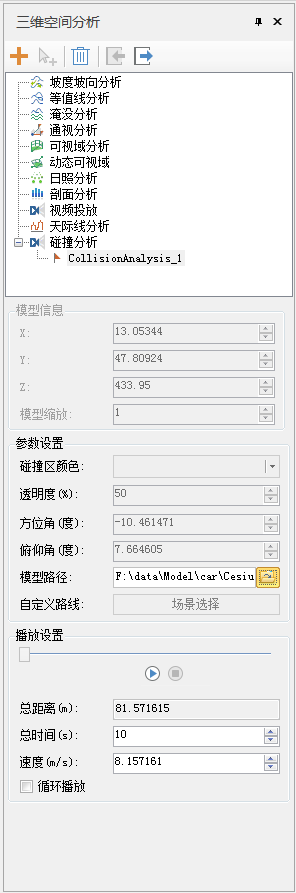 三维空间分析
坡度坡向分析
等值线分析
淹没分析
通视分析
可视域分析
动态可视域
日照分析
剖面分析
视频投放
天际线分析
碰撞分析
CollisionAnalysis_1
模型信息
X: 13.05344
Y: 47.80924
Z: 433.95
模型缩放: 1
参数设置
碰撞区颜色:
透明度(%): 50
方位角(度): -10.461471
俯仰角(度): 7.664605
模型路径: F:\data\Model\car\Cesiu
自定义路线: 场景选择
播放设置
总距离(m): 81.571615
总时间(s): 10
速度(m/s): 8.157161
循环播放